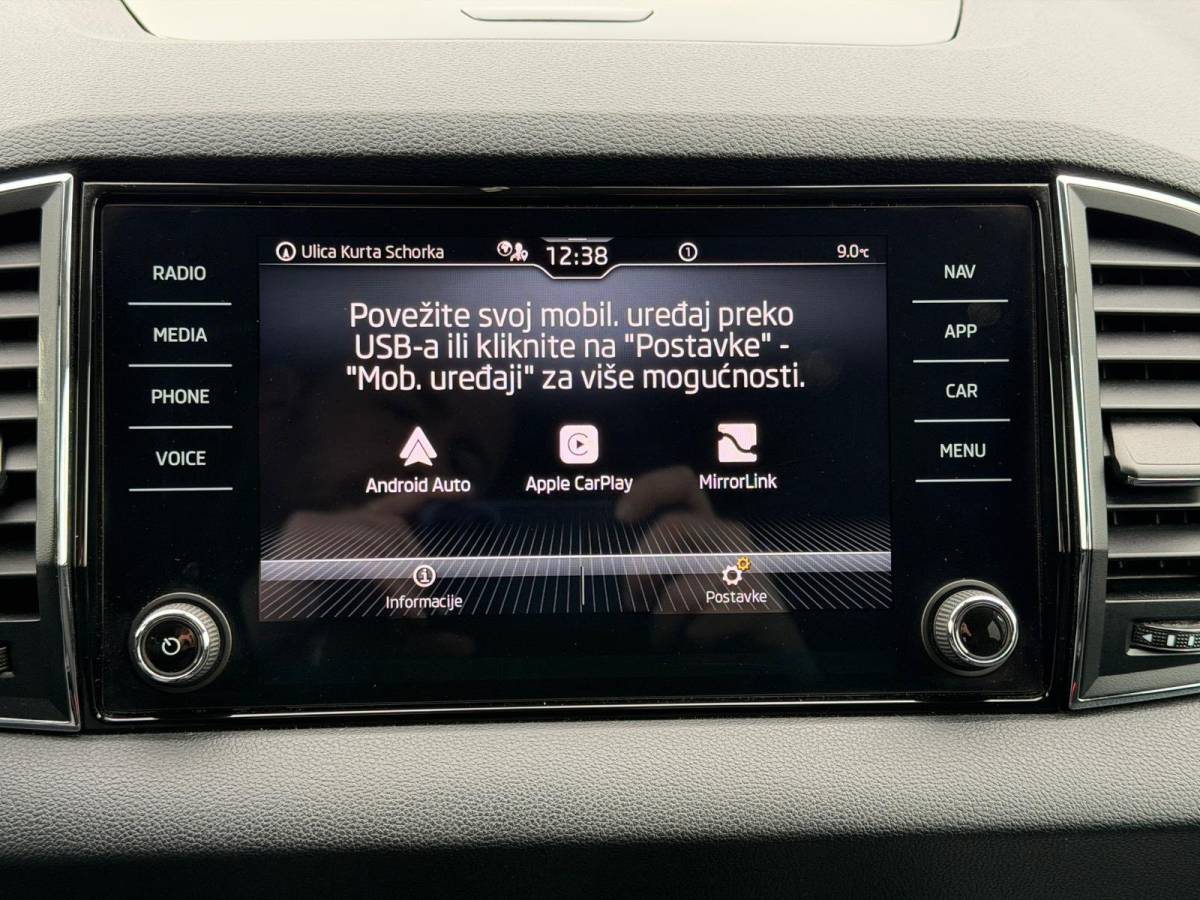 Ulica Kurta Schorka 12:38 1 9.0°C
RADIO
MEDIA
PHONE
VOICE
Povežite svoj mobil. uređaj preko
USB-a ili kliknite na "Postavke" -
"Mob. uređaji" za više mogućnosti.
Android Auto
Apple CarPlay
MirrorLink
Informacije
Postavke
NAV
APP
CAR
MENU